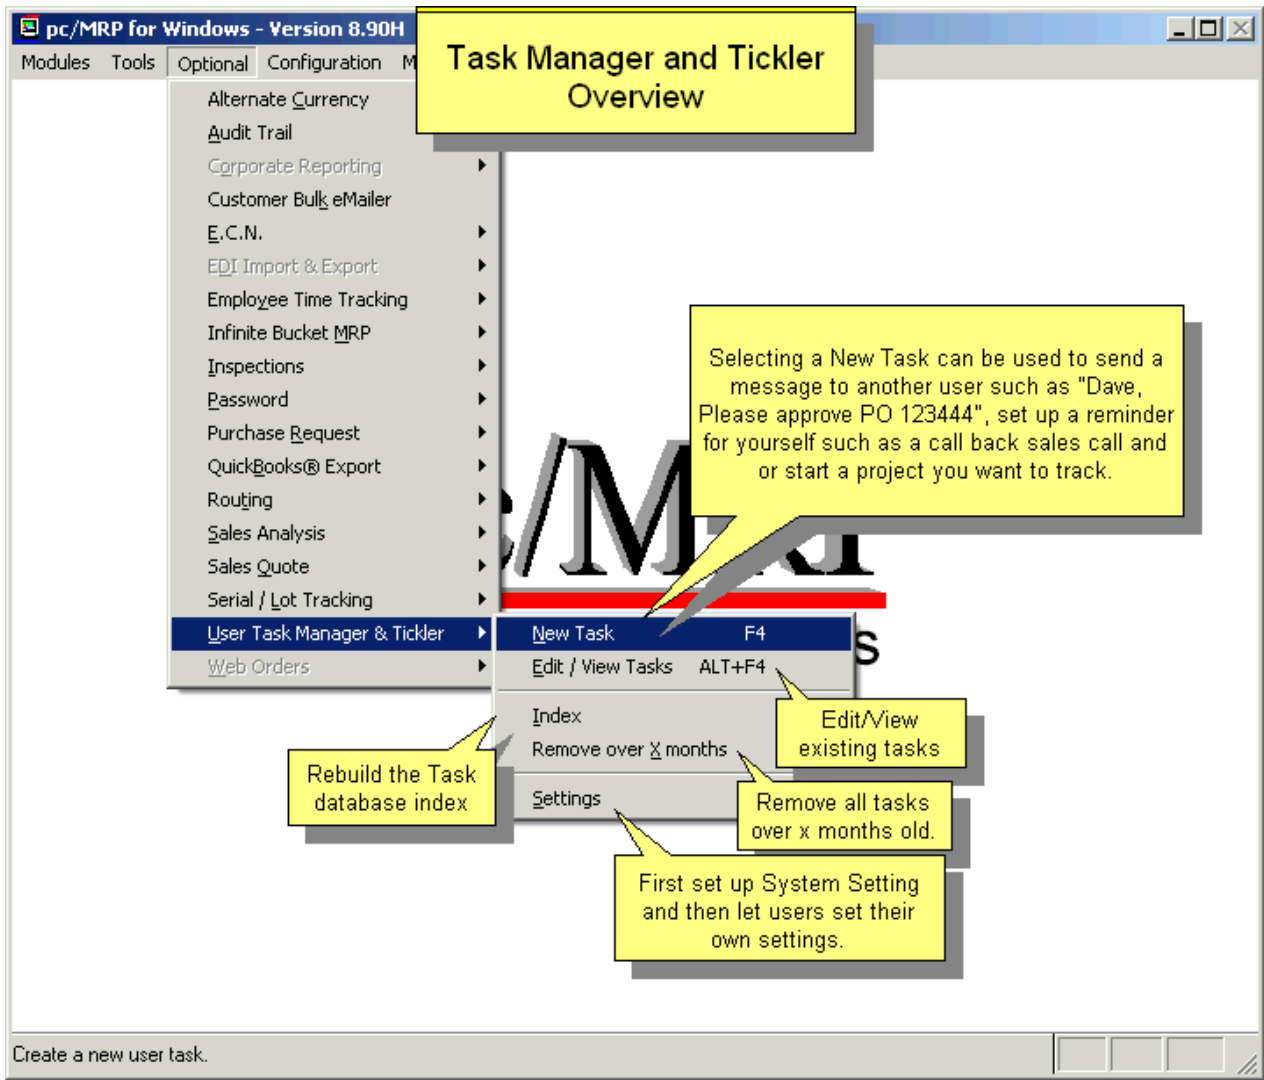 pc/MRP for Windows - Version 8.90H
Task Manager and Tickler
Overview
Modules Tools Optional Configuration M
Alternate Currency
Audit Trail
Corporate Reporting
Customer Bulk eMailer
E.C.N.
EDI Import & Export
Employee Time Tracking
Infinite Bucket MRP
Inspections
Password
Purchase Request
QuickBooks® Export
Routing
Sales Analysis
Sales Quote
Serial / Lot Tracking
User Task Manager & Tickler
Web Orders
Selecting a New Task can be used to send a
message to another user such as "Dave,
Please approve PO 123444", set up a reminder
for yourself such as a call back sales call and
or start a project you want to track.
/MRP
s
New Task F4
Edit / View Tasks ALT+F4
Index
Remove over X months
Settings
Edit/View
existing tasks
Rebuild the Task
database index
Remove all tasks
over x months old.
First set up System Setting
and then let users set their
own settings.
Create a new user task.